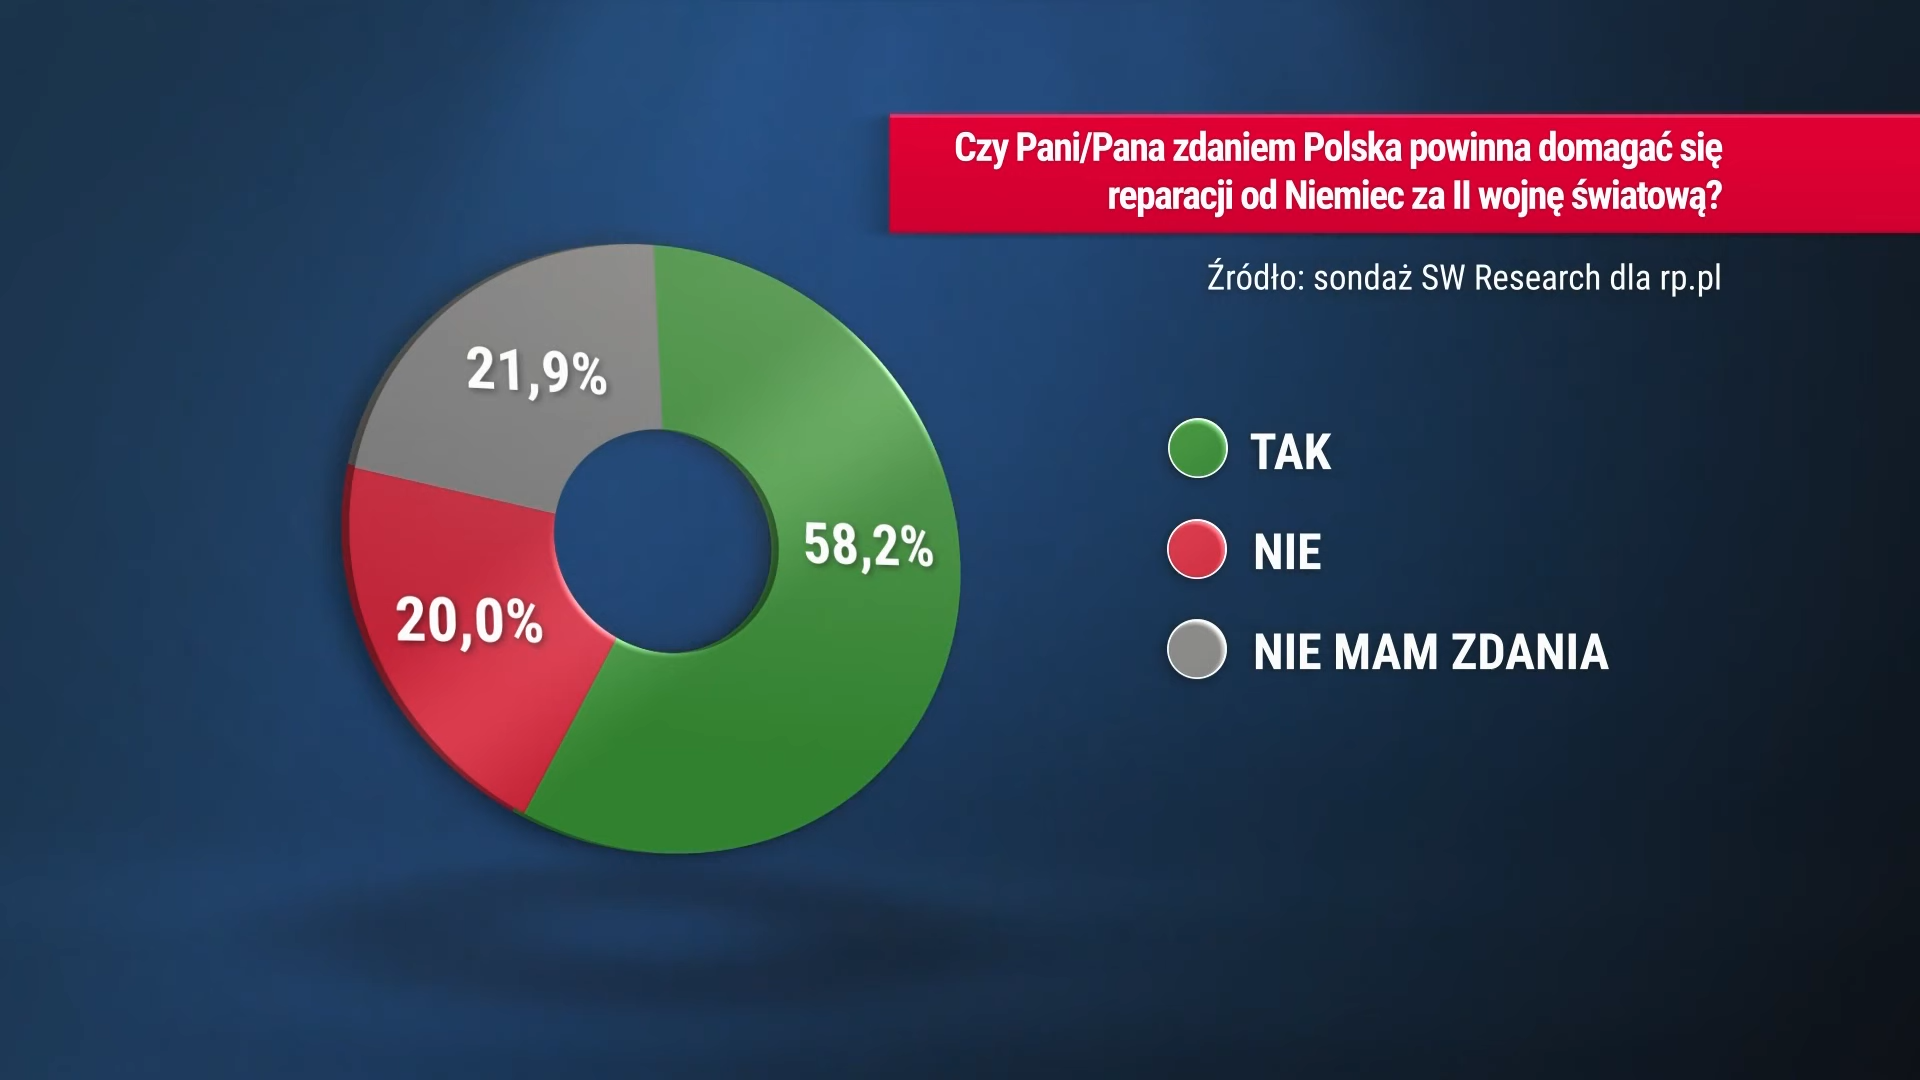 Czy Pani/Pana zdaniem Polska powinna domagać się
reparacji od Niemiec za II wojnę światową?
Źródło: sondaż SW Research dla rp.pl
21,9%
58,2%
20,0%
TAK
NIE
NIE MAM ZDANIA